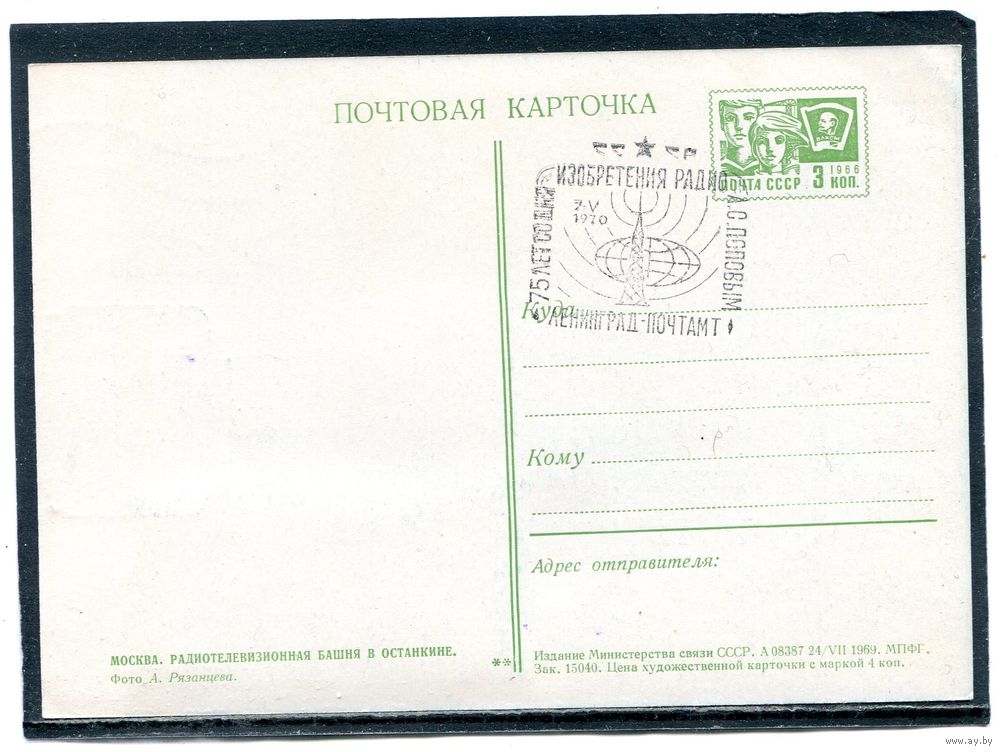 ПОЧТОВАЯ КАРТОЧКА
ВЛКСМ
1966
ПОЧТА СССР 3 КОП.
75 ЛЕТ СО ДНЯ
ИЗОБРЕТЕНИЯ РАДИО
А.С. ПОПОВЫМ
7-V
1970
ЛЕНИНГРАД-ПОЧТАМТ
Куда
Кому
Адрес отправителя:
МОСКВА. РАДИОТЕЛЕВИЗИОННАЯ БАШНЯ В ОСТАНКИНЕ.
Фото А. Рязанцева.
**
Издание Министерства связи СССР. А 08387 24/VII 1969. МПФГ.
Зак. 15040. Цена художественной карточки с маркой 4 коп.
www.ay.by